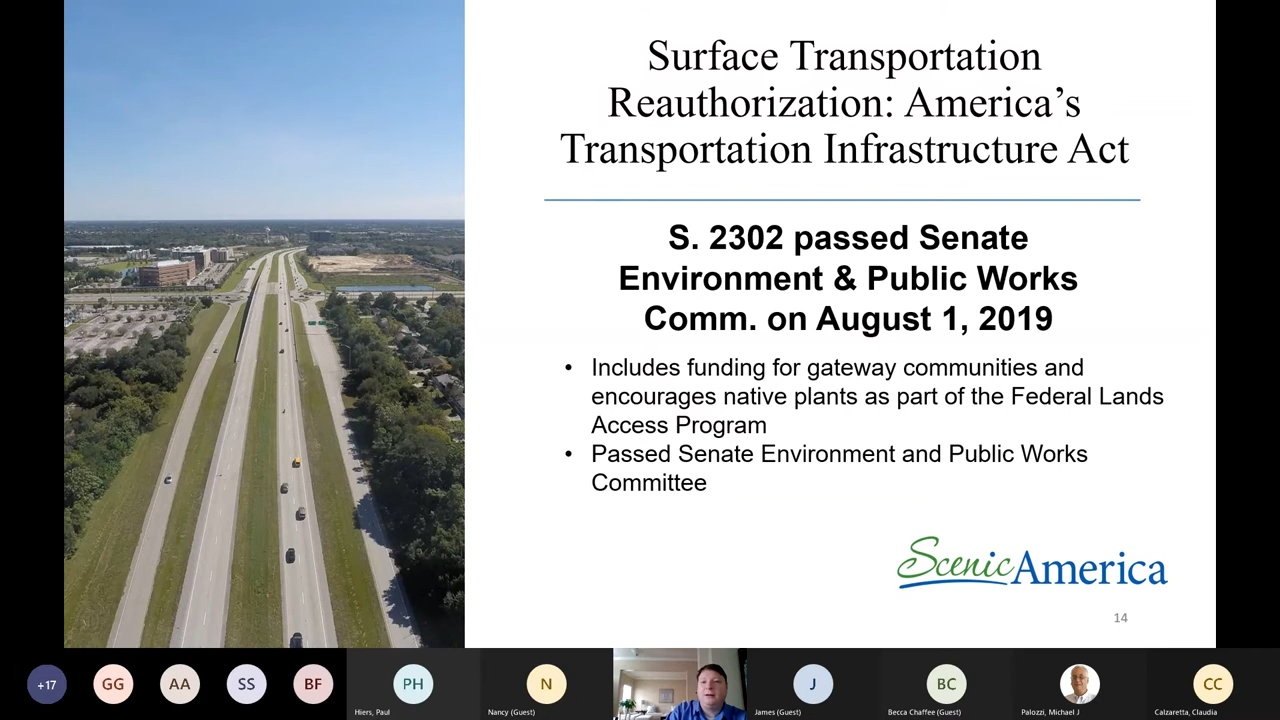 Surface Transportation
Reauthorization: America's
Transportation Infrastructure Act
S. 2302 passed Senate
Environment & Public Works
Comm. on August 1, 2019
• Includes funding for gateway communities and
encourages native plants as part of the Federal Lands
Access Program
• Passed Senate Environment and Public Works
Committee
ScenicAmerica
14
+17
GG
AA
SS
BF
PH
N
J
BC
CC
Hiers, Paul
Nancy (Guest)
James (Guest)
Becca Chaffee (Guest)
Palozzi, Michael J
Calzaretta, Claudia